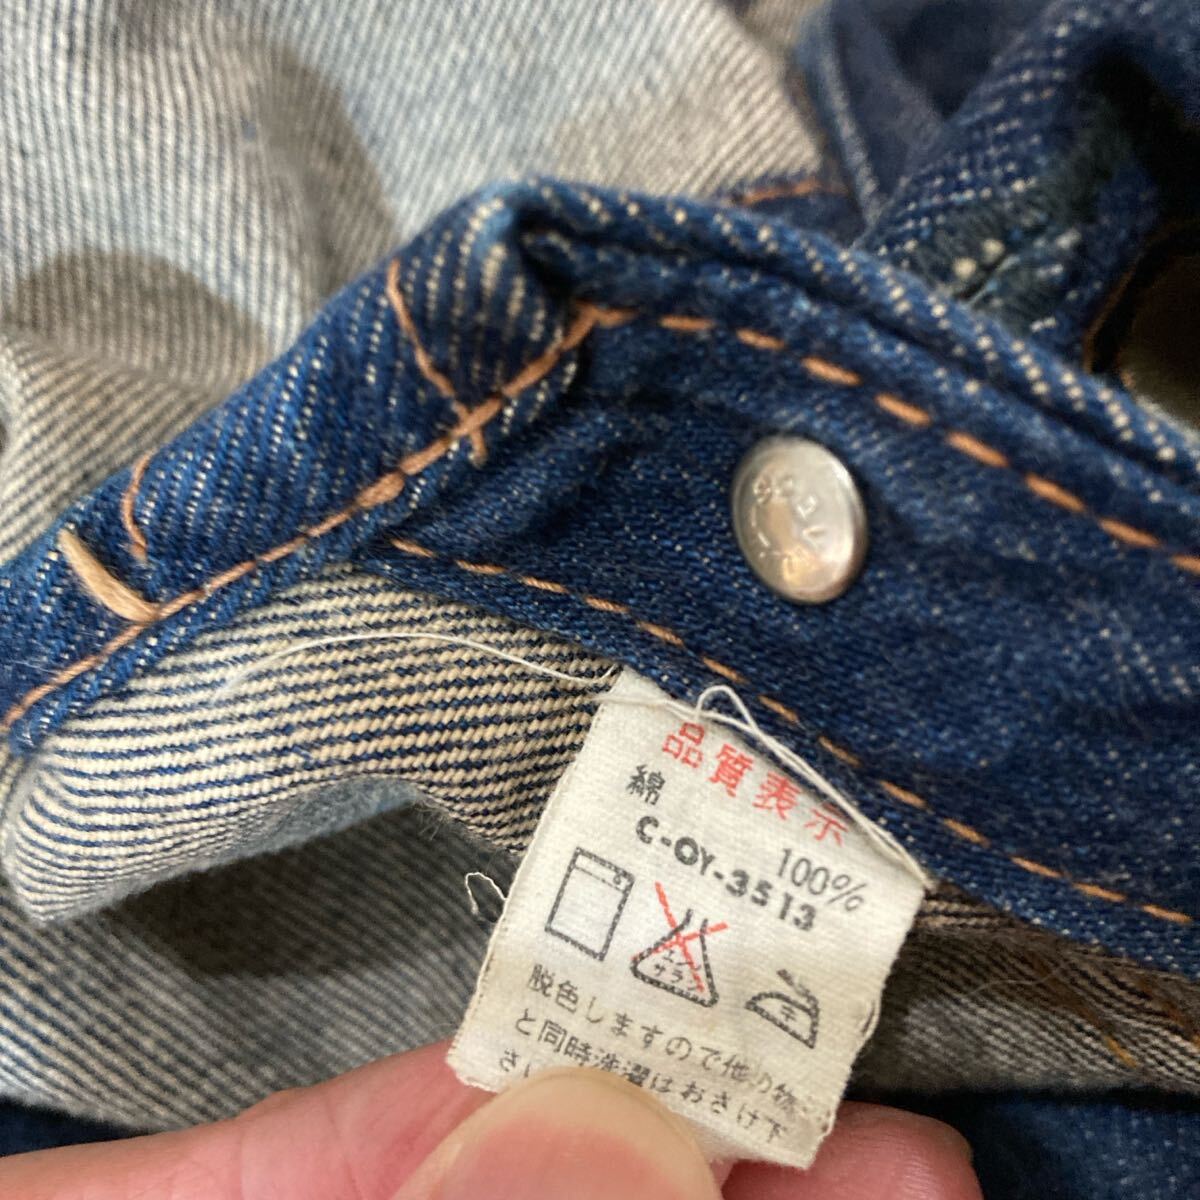 品質表示
綿 100%
C-OY-3513
エンソ
サラシ
脱色しますので他の物
と同時洗濯はおさけ下
さい